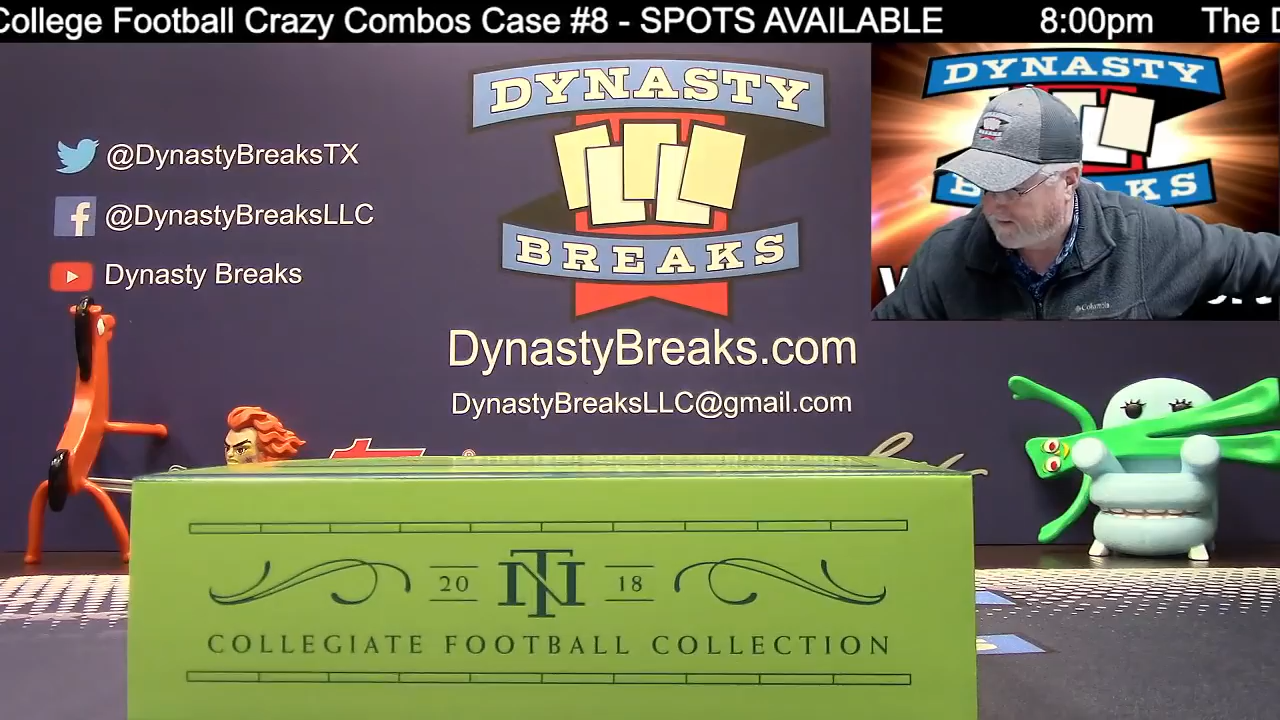 College Football Crazy Combos Case #8 - SPOTS AVAILABLE 8:00pm The
DYNASTY
BREAKS
@DynastyBreaksTX
f @DynastyBreaksLLC
Dynasty Breaks
DynastyBreaks.com
DynastyBreaksLLC@gmail.com
DYNASTY
Columbia
20 NT 18
COLLEGIATE FOOTBALL COLLECTION